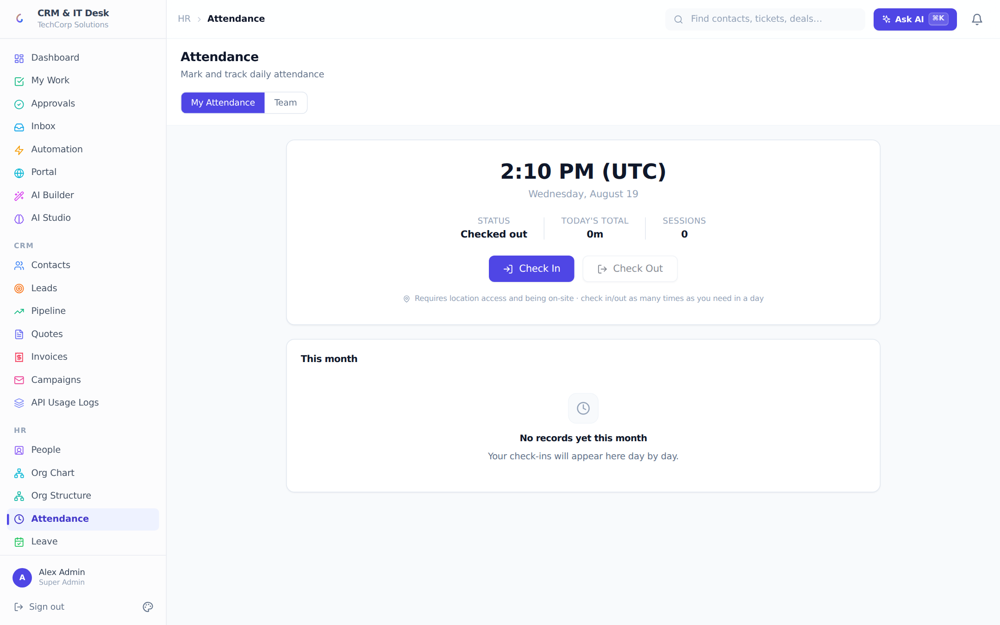 CRM & IT Desk
TechCorp Solutions
Dashboard
My Work
Approvals
Inbox
Automation
Portal
AI Builder
AI Studio
CRM
Contacts
Leads
Pipeline
Quotes
Invoices
Campaigns
API Usage Logs
HR
People
Org Chart
Org Structure
Attendance
Leave
A
Alex Admin
Super Admin
Sign out
HR > Attendance
Find contacts, tickets, deals...
Ask AI ⌘K
Attendance
Mark and track daily attendance
My Attendance
Team
2:10 PM (UTC)
Wednesday, August 19
STATUS
Checked out
TODAY'S TOTAL
0m
SESSIONS
0
Check In
Check Out
Requires location access and being on-site · check in/out as many times as you need in a day
This month
No records yet this month
Your check-ins will appear here day by day.